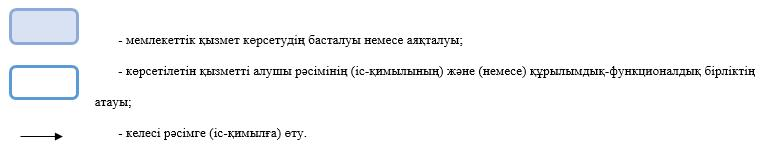 - мемлекеттік қызмет көрсетудің басталуы немесе аяқталуы;
- көрсетілетін қызметті алушы рәсімінің (іс-қимылының) және (немесе) құрылымдық-функционалдық бірліктің
атауы;
- келесі рәсімге (іс-қимылға) өту.